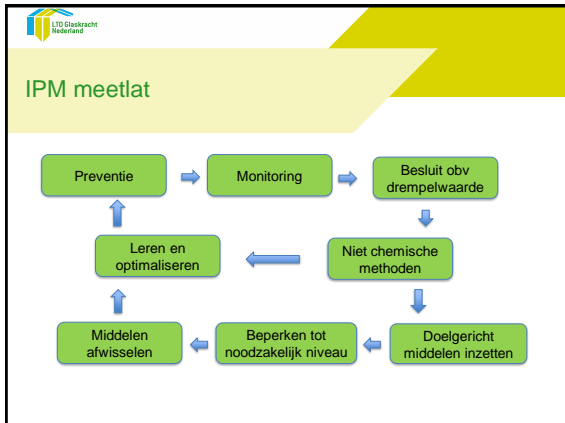 LTO Glaskracht
Nederland
IPM meetlat
Preventie
Monitoring
Besluit obv
drempelwaarde
Leren en
optimaliseren
Niet chemische
methoden
Middelen
afwisselen
Beperken tot
noodzakelijk niveau
Doelgericht
middelen inzetten